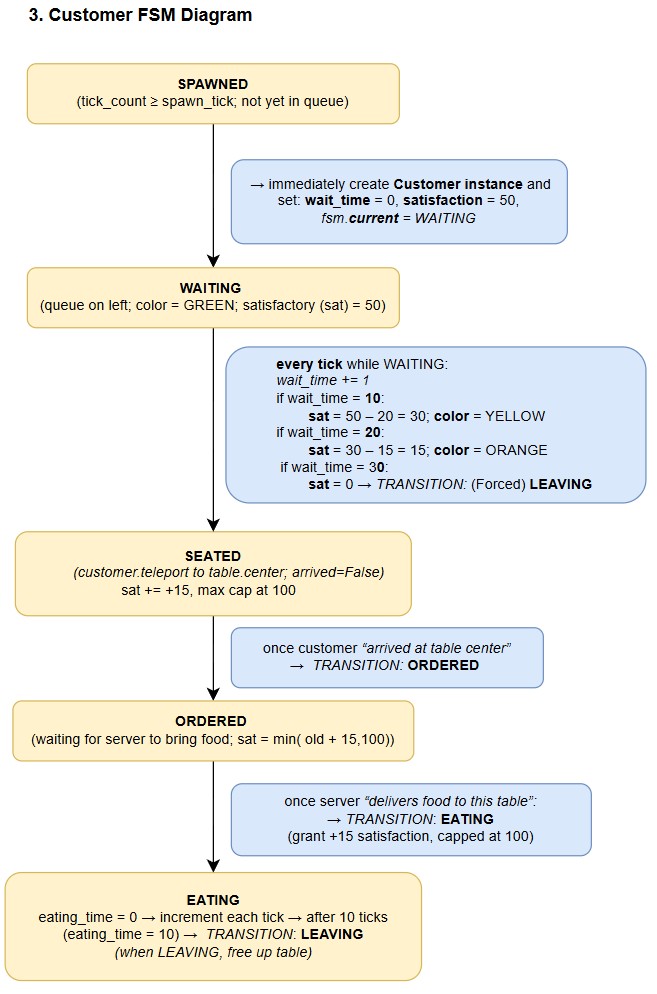 3. Customer FSM Diagram
SPAWNED
(tick_count ≥ spawn_tick; not yet in queue)
→ immediately create Customer instance and
set: wait_time = 0, satisfaction = 50,
fsm.current = WAITING
WAITING
(queue on left; color = GREEN; satisfactory (sat) = 50)
every tick while WAITING:
wait_time += 1
if wait_time = 10:
sat = 50 – 20 = 30; color = YELLOW
if wait_time = 20:
sat = 30 – 15 = 15; color = ORANGE
if wait_time = 30:
sat = 0 → TRANSITION: (Forced) LEAVING
SEATED
(customer.teleport to table.center; arrived=False)
sat += +15, max cap at 100
once customer “arrived at table center”
→ TRANSITION: ORDERED
ORDERED
(waiting for server to bring food; sat = min( old + 15,100))
once server “delivers food to this table”:
→ TRANSITION: EATING
(grant +15 satisfaction, capped at 100)
EATING
eating_time = 0 → increment each tick → after 10 ticks
(eating_time = 10) → TRANSITION: LEAVING
(when LEAVING, free up table)